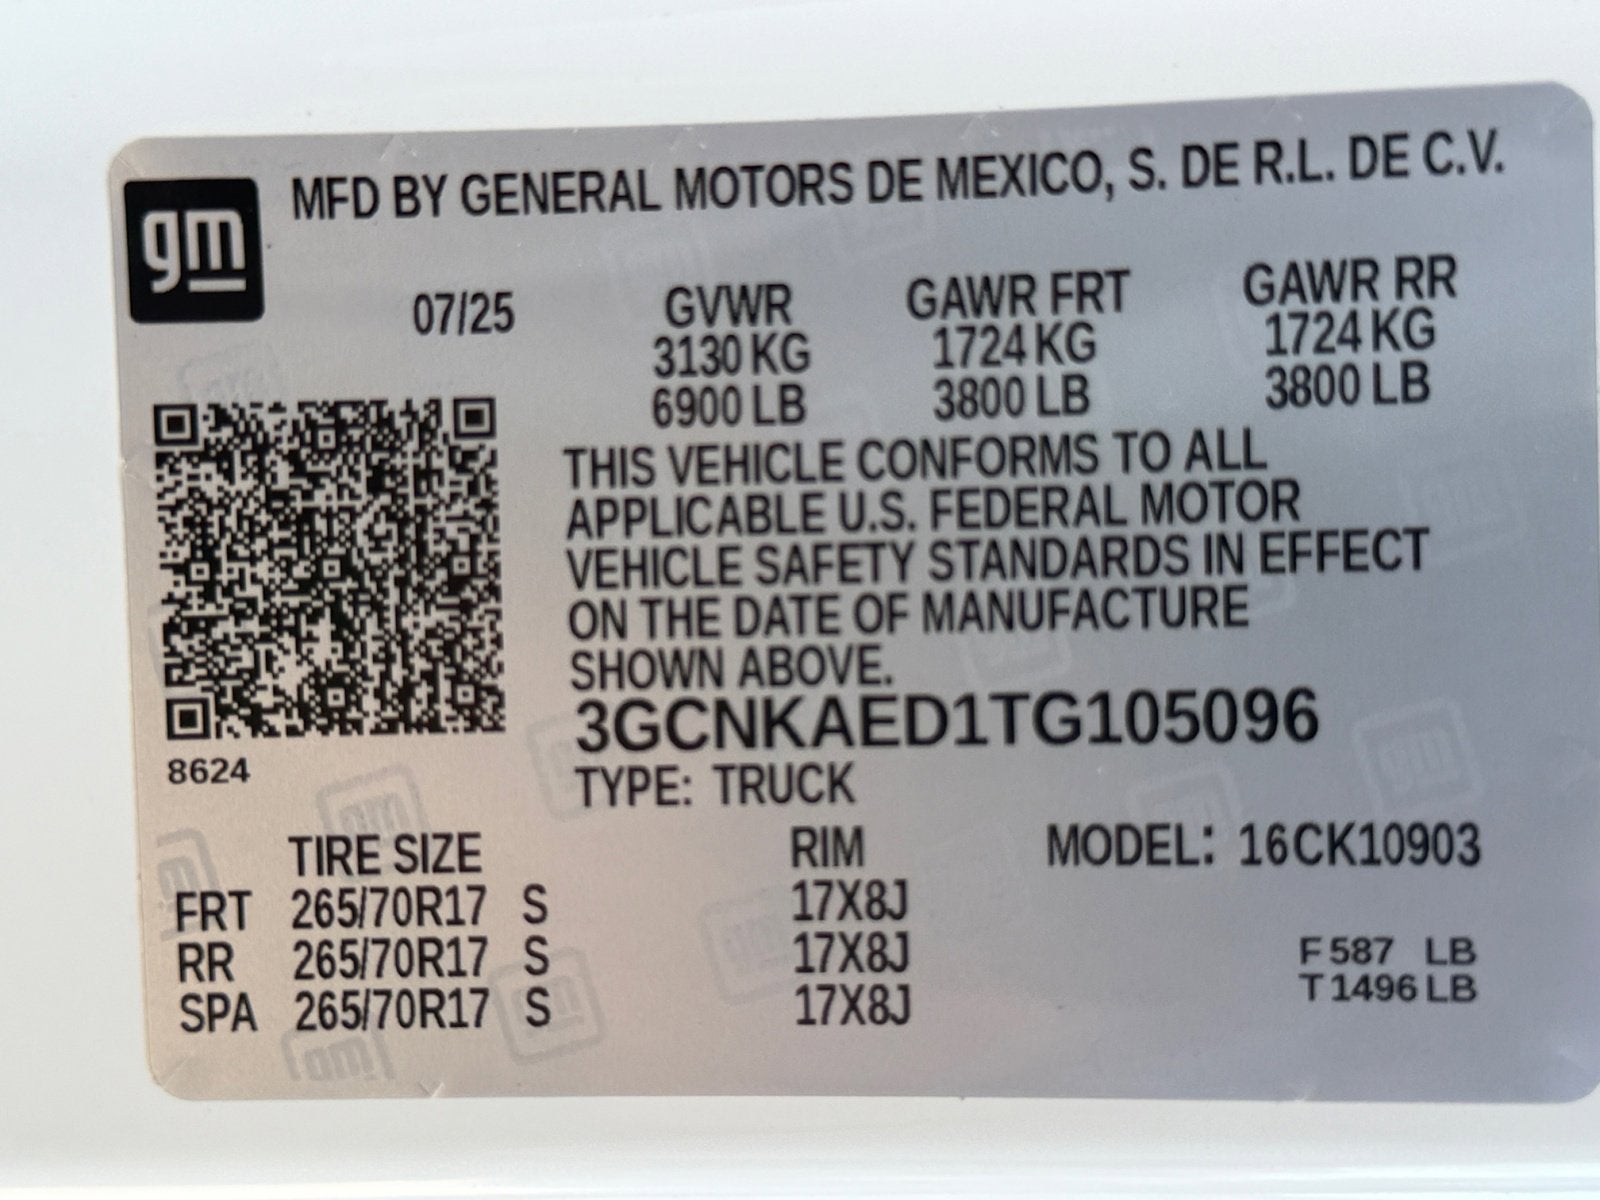 gm
MFD BY GENERAL MOTORS DE MEXICO, S. DE R.L. DE C.V.
07/25
GVWR GAWR FRT GAWR RR
3130 KG 1724 KG 1724 KG
6900 LB 3800 LB 3800 LB
THIS VEHICLE CONFORMS TO ALL
APPLICABLE U.S. FEDERAL MOTOR
VEHICLE SAFETY STANDARDS IN EFFECT
ON THE DATE OF MANUFACTURE
SHOWN ABOVE.
3GCNKAED1TG105096
8624
TYPE: TRUCK
TIRE SIZE RIM MODEL: 16CK10903
FRT 265/70R17 S 17X8J
RR 265/70R17 S 17X8J F 587 LB
SPA 265/70R17 S 17X8J T 1496 LB